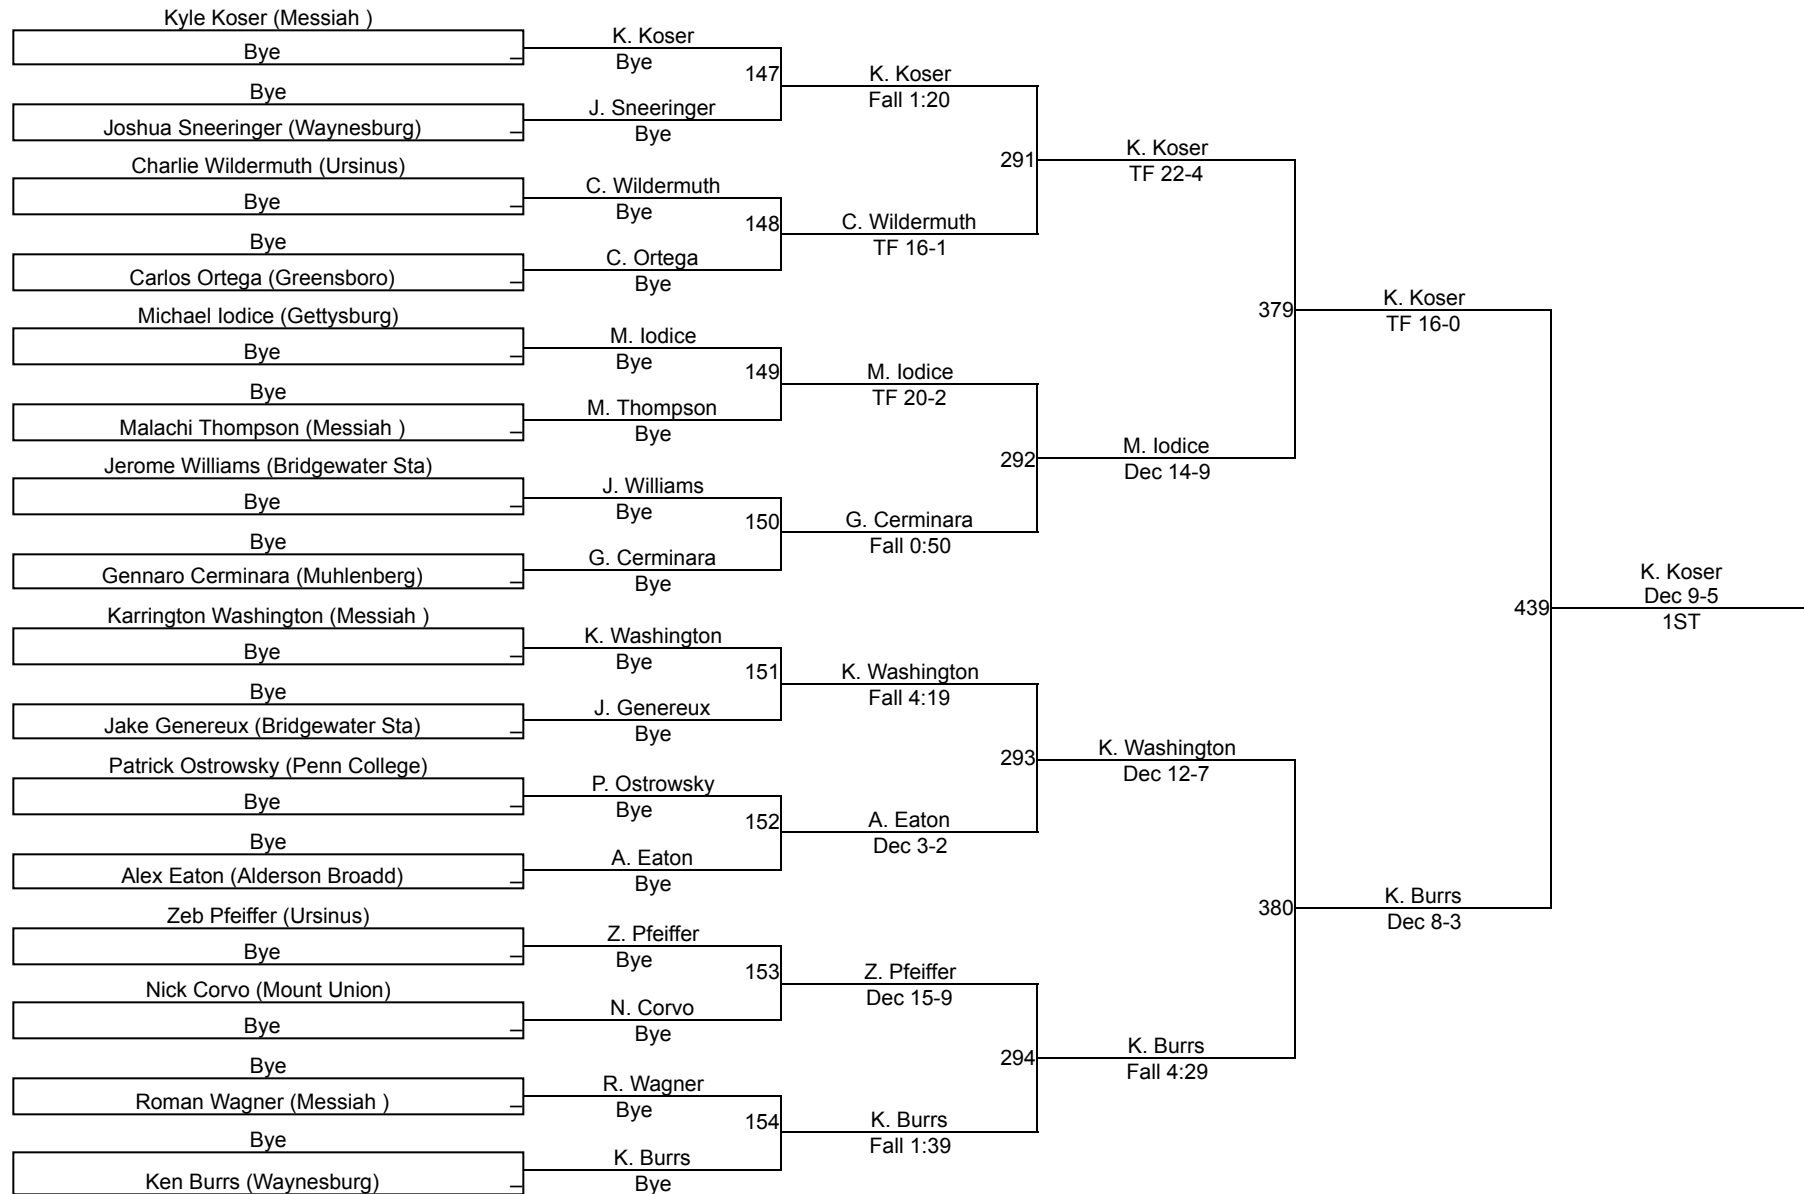 Kyle Koser (Messiah )
Bye
Bye
Joshua Sneeringer (Waynesburg)
Charlie Wildermuth (Ursinus)
Bye
Bye
Carlos Ortega (Greensboro)
Michael Iodice (Gettysburg)
Bye
Bye
Malachi Thompson (Messiah )
Jerome Williams (Bridgewater Sta)
Bye
Bye
Gennaro Cerminara (Muhlenberg)
Karrington Washington (Messiah )
Bye
Bye
Jake Genereux (Bridgewater Sta)
Patrick Ostrowsky (Penn College)
Bye
Bye
Alex Eaton (Alderson Broadd)
Zeb Pfeiffer (Ursinus)
Bye
Nick Corvo (Mount Union)
Bye
Bye
Roman Wagner (Messiah )
Bye
Ken Burrs (Waynesburg)
K. Koser
Bye
147
J. Sneeringer
Bye
C. Wildermuth
Bye
148
C. Ortega
Bye
M. Iodice
Bye
149
M. Thompson
Bye
J. Williams
Bye
150
G. Cerminara
Bye
K. Washington
Bye
151
J. Genereux
Bye
P. Ostrowsky
Bye
152
A. Eaton
Bye
Z. Pfeiffer
Bye
153
N. Corvo
Bye
R. Wagner
Bye
154
K. Burrs
Bye
K. Koser
Fall 1:20
291
C. Wildermuth
TF 16-1
M. Iodice
TF 20-2
292
G. Cerminara
Fall 0:50
K. Washington
Fall 4:19
293
A. Eaton
Dec 3-2
Z. Pfeiffer
Dec 15-9
294
K. Burrs
Fall 1:39
K. Koser
TF 22-4
379
M. Iodice
Dec 14-9
K. Washington
Dec 12-7
380
K. Burrs
Fall 4:29
K. Koser
TF 16-0
439
K. Burrs
Dec 8-3
K. Koser
Dec 9-5
1ST